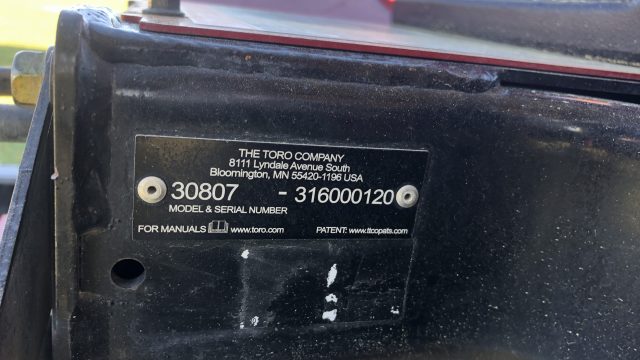 THE TORO COMPANY
8111 Lyndale Avenue South
Bloomington, MN 55420-1196 USA
30807 - 316000120
MODEL & SERIAL NUMBER
FOR MANUALS www.toro.com PATENT: www.ttcopats.com